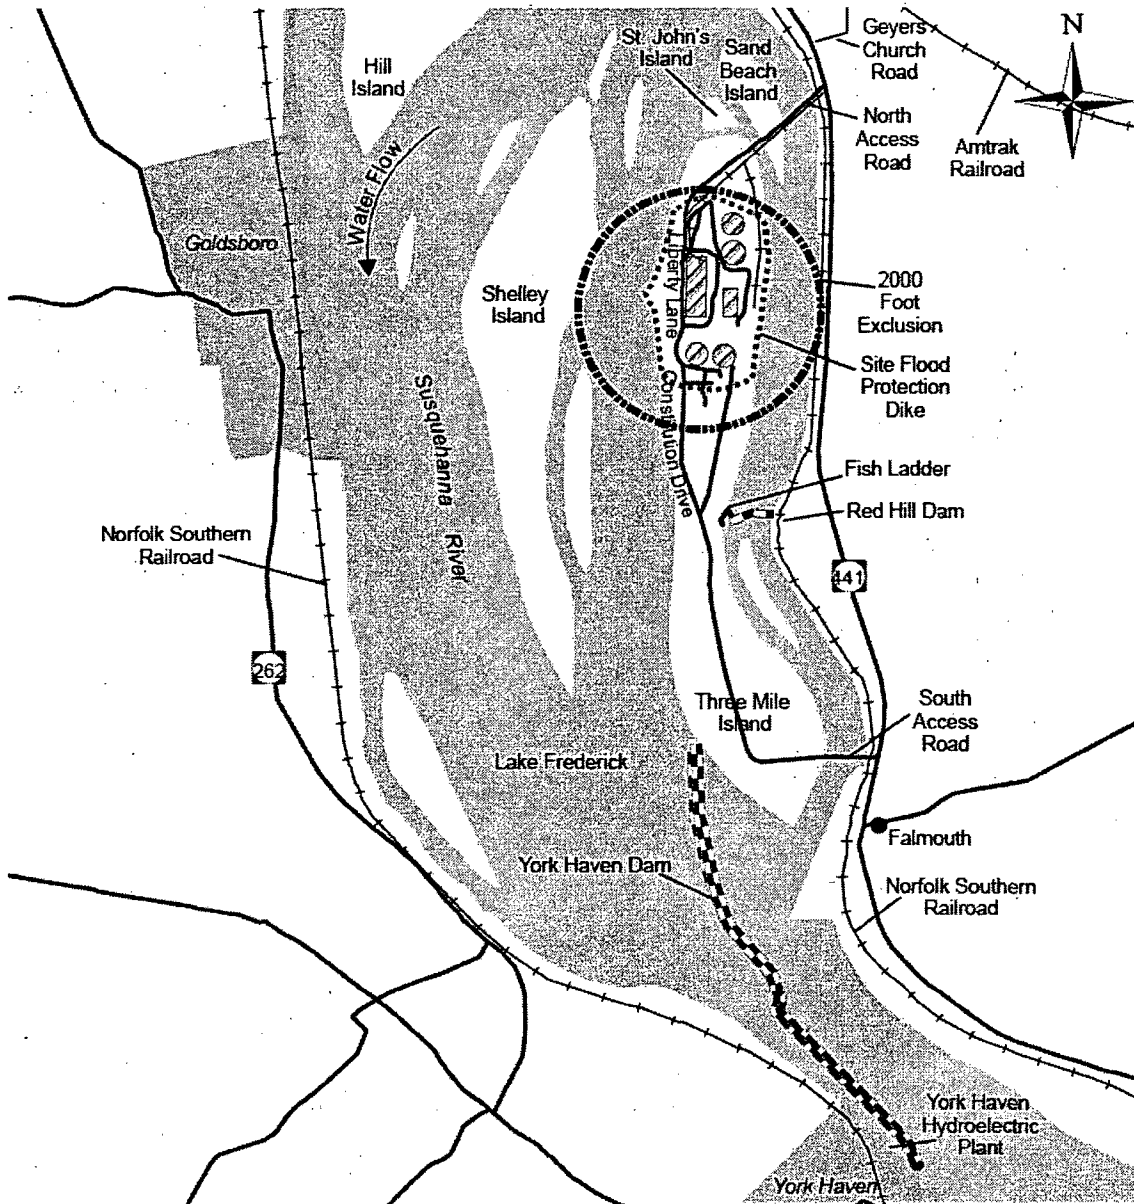 Geyers
Church
Road
N
St. John's
Island
Sand
Beach
Island
Hill
Island
North
Access
Road
Amtrak
Railroad
Water Flow
Goldsboro
Liberty Lane
2000
Foot
Exclusion
Shelley
Island
Site Flood
Protection
Dike
Susquehanna
River
Constitution Drive
Fish Ladder
Red Hill Dam
Norfolk Southern
Railroad
441
262
Three Mile
Island
South
Access
Road
Lake Frederick
Falmouth
York Haven Dam
Norfolk Southern
Railroad
York Haven
Hydroelectric
Plant
York Haven